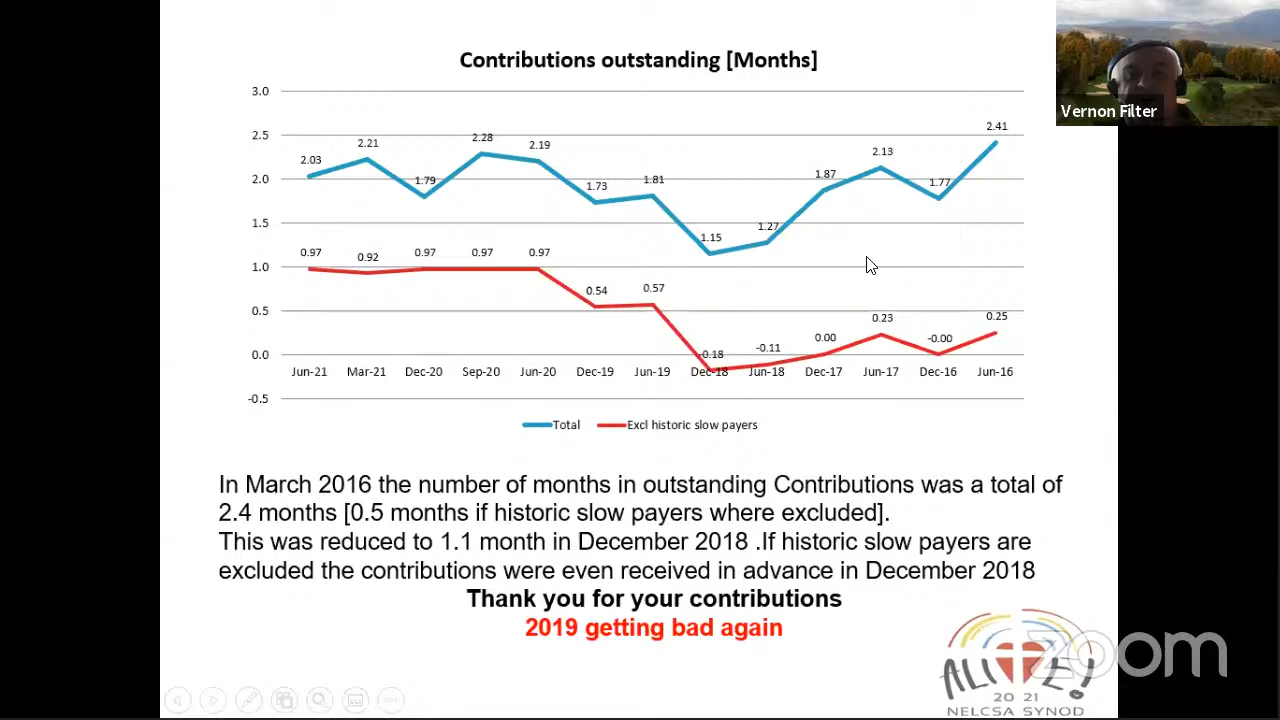 Contributions outstanding [Months]
Vernon Filter
3.0
2.5
2.0
1.5
1.0
0.5
0.0
-0.5
2.03 2.21 1.79 2.28 2.19 1.73 1.81 1.15 1.27 1.87 2.13 1.77 2.41
0.97 0.92 0.97 0.97 0.97 0.54 0.57 -0.18 -0.11 0.00 0.23 -0.00 0.25
Jun-21 Mar-21 Dec-20 Sep-20 Jun-20 Dec-19 Jun-19 Dec-18 Jun-18 Dec-17 Jun-17 Dec-16 Jun-16
Total Excl historic slow payers
In March 2016 the number of months in outstanding Contributions was a total of
2.4 months [0.5 months if historic slow payers where excluded].
This was reduced to 1.1 month in December 2018 .If historic slow payers are
excluded the contributions were even received in advance in December 2018
Thank you for your contributions
2019 getting bad again
ALIVE!
20 21
NELCSA SYNOD
zoom